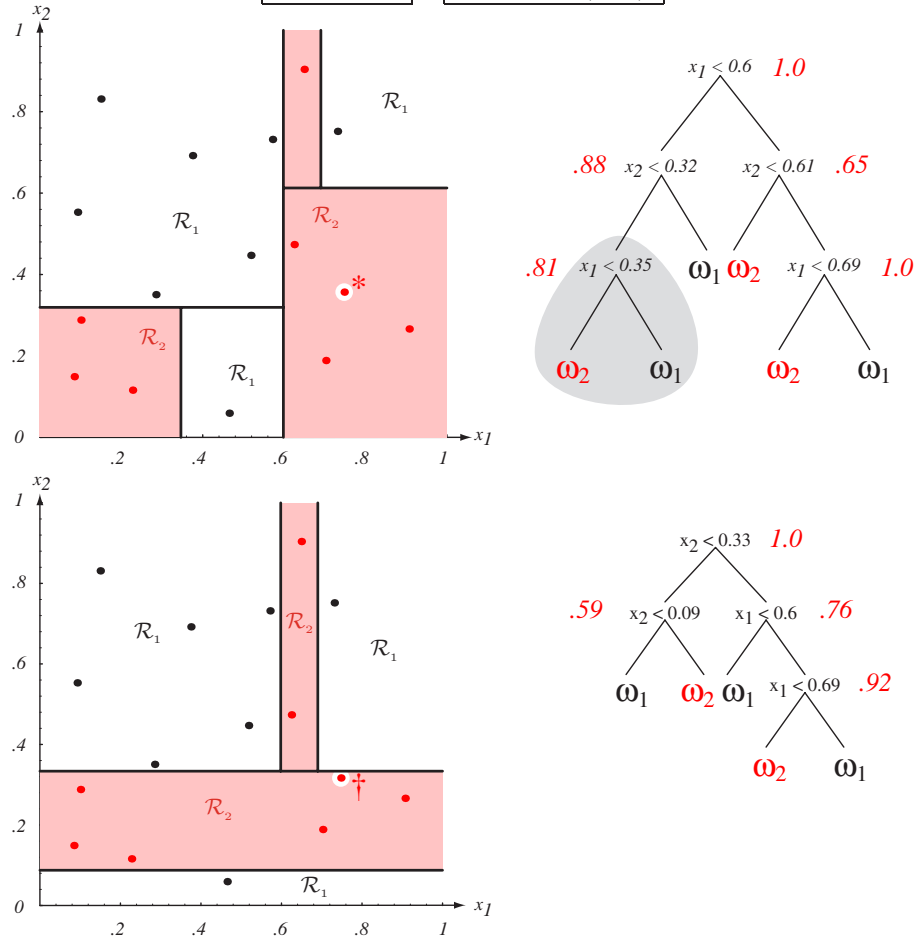 x2
1
.8
.6
.4
.2
0
.2 .4 .6 .8 1
x1
R1
R1
R2
*
R2
R1
x1 < 0.6 1.0
.88 x2 < 0.32 x2 < 0.61 .65
.81 x1 < 0.35 ω1 ω2 x1 < 0.69 1.0
ω2 ω1 ω2 ω1
x2
1
.8
.6
.4
.2
0
.2 .4 .6 .8 1
x1
R1
R2
R1
†
R2
R1
x2 < 0.33 1.0
.59 x2 < 0.09 x1 < 0.6 .76
ω1 ω2 ω1 x1 < 0.69 .92
ω2 ω1